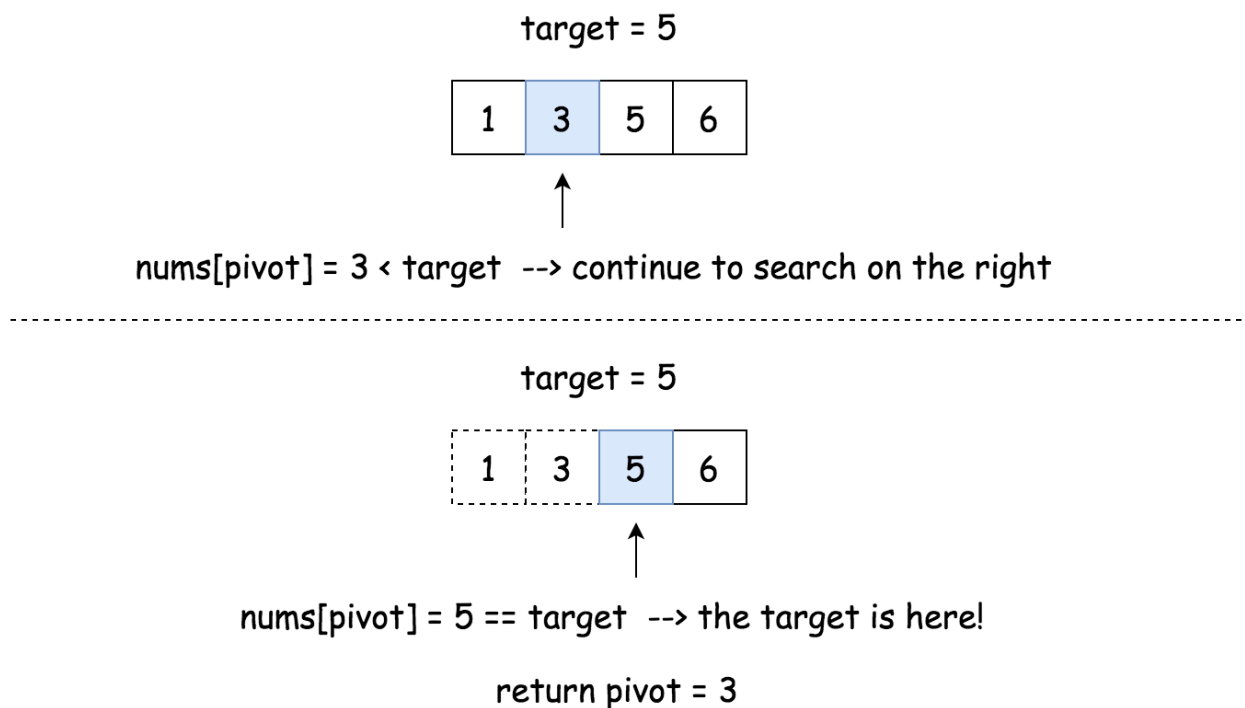 target = 5
1 3 5 6
nums[pivot] = 3 < target --> continue to search on the right
target = 5
1 3 5 6
nums[pivot] = 5 == target --> the target is here!
return pivot = 3